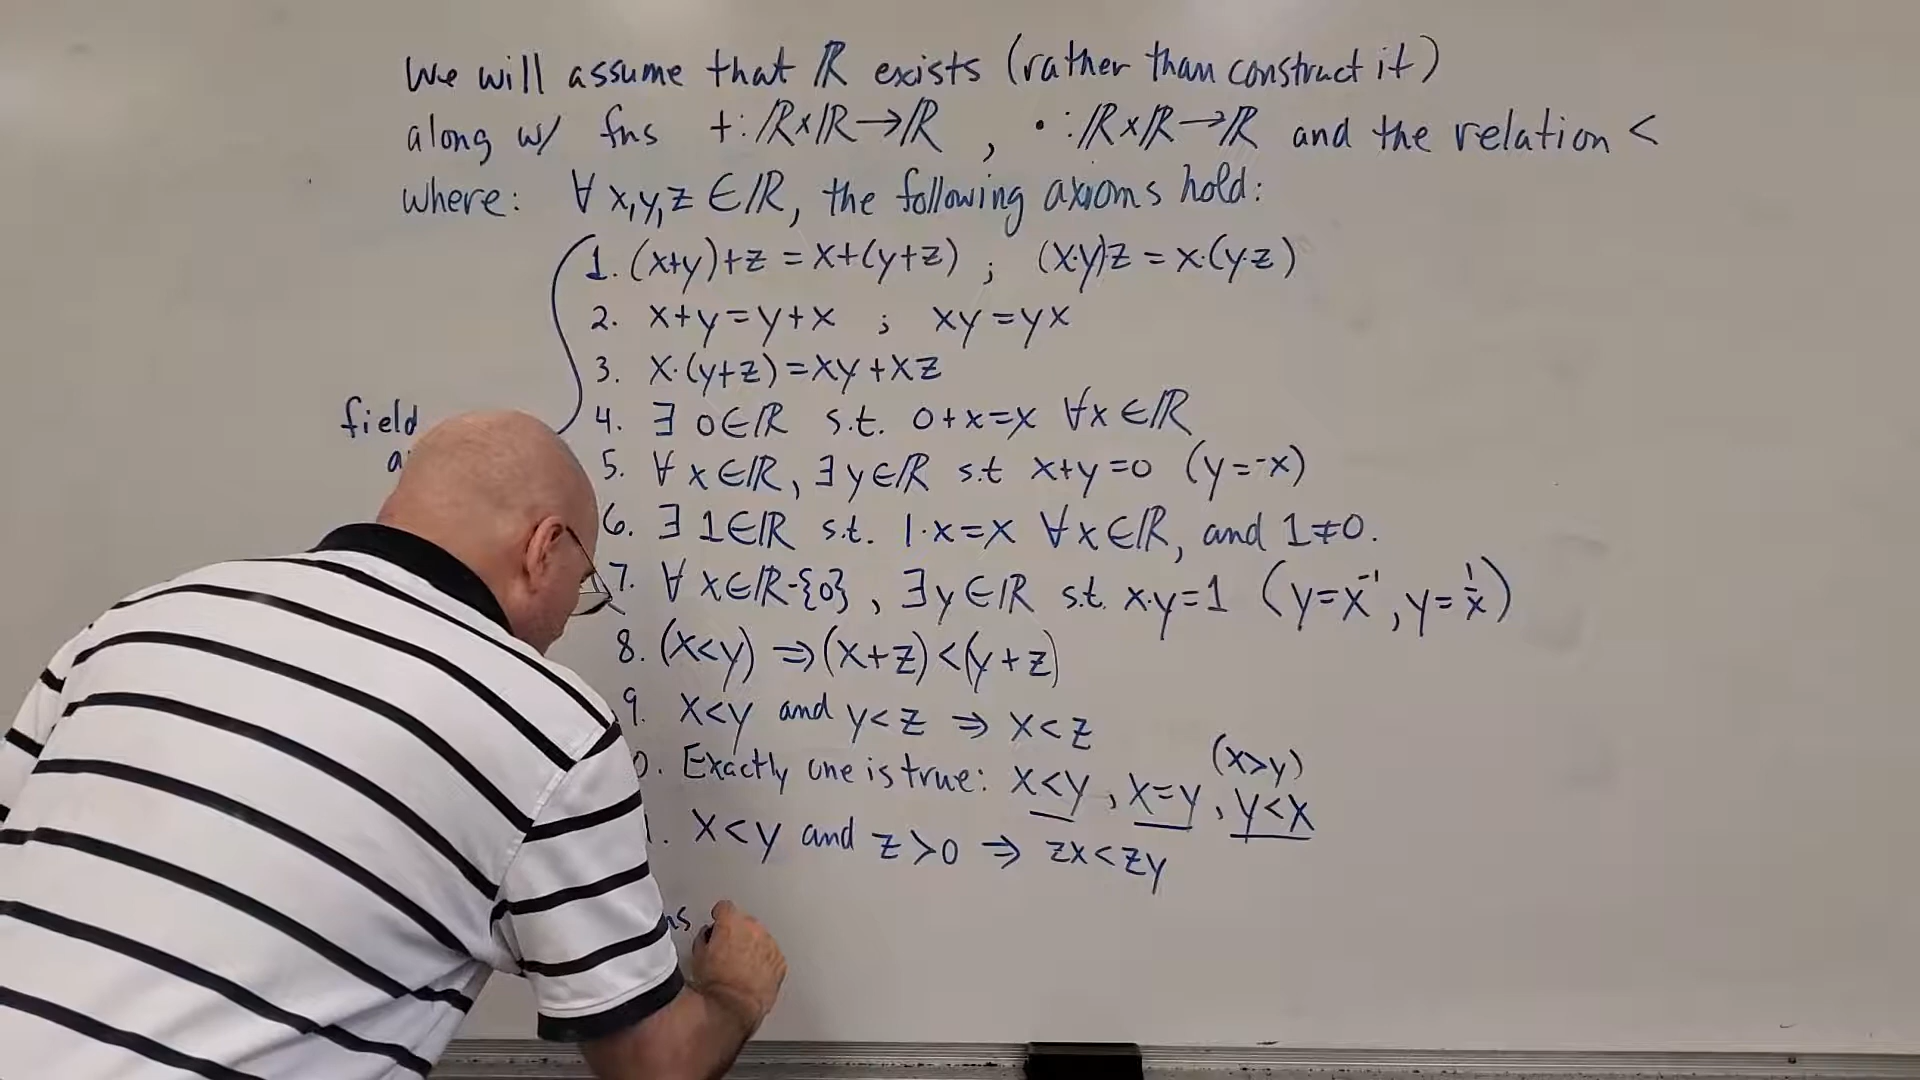 We will assume that ℝ exists (rather than construct it)
along w/ fns +: ℝ×ℝ→ℝ , • : ℝ×ℝ→ℝ and the relation <
where: ∀ x,y,z ∈ ℝ, the following axioms hold:
1. (x+y)+z = x+(y+z) ; (x·y)z = x·(y·z)
2. x+y=y+x ; xy=yx
3. x·(y+z)=xy+xz
field
4. ∃ 0∈ℝ s.t. 0+x=x ∀x∈ℝ
5. ∀ x∈ℝ, ∃ y∈ℝ s.t x+y=0 (y=-x)
6. ∃ 1∈ℝ s.t. 1·x=x ∀x∈ℝ, and 1≠0.
7. ∀ x∈ℝ-{0}, ∃y∈ℝ s.t. x·y=1 (y=x⁻¹, y=1/x)
8. (x<y) ⇒ (x+z)<(y+z)
9. x<y and y<z ⇒ x<z
(x>y)
0. Exactly one is true: x<y, x=y, y<x
. x<y and z>0 ⇒ zx<zy